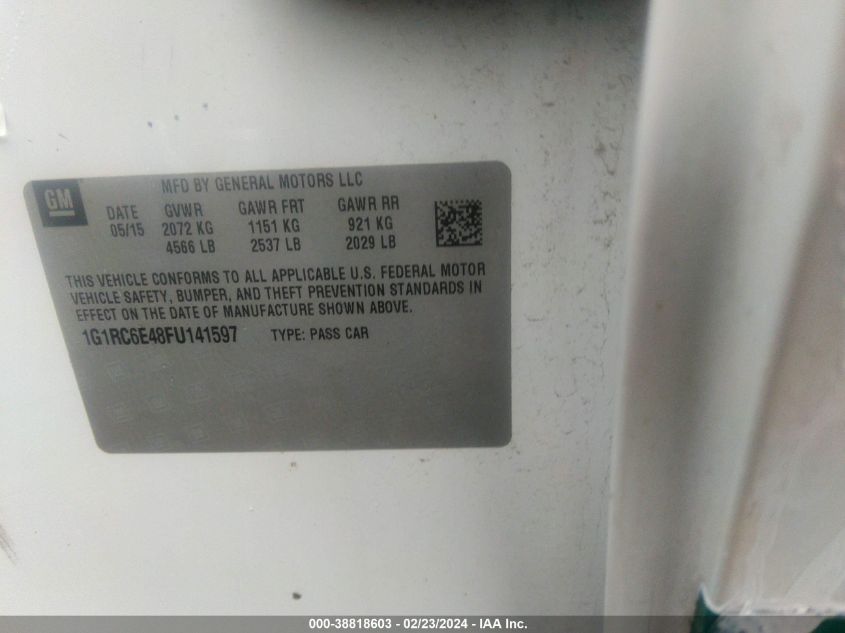 GM
MFD BY GENERAL MOTORS LLC
DATE GVWR GAWR FRT GAWR RR
05/15 2072 KG 1151 KG 921 KG
4566 LB 2537 LB 2029 LB
THIS VEHICLE CONFORMS TO ALL APPLICABLE U.S. FEDERAL MOTOR
VEHICLE SAFETY, BUMPER, AND THEFT PREVENTION STANDARDS IN
EFFECT ON THE DATE OF MANUFACTURE SHOWN ABOVE.
1G1RC6E48FU141597 TYPE: PASS CAR
000-38818603 - 02/23/2024 - IAA Inc.